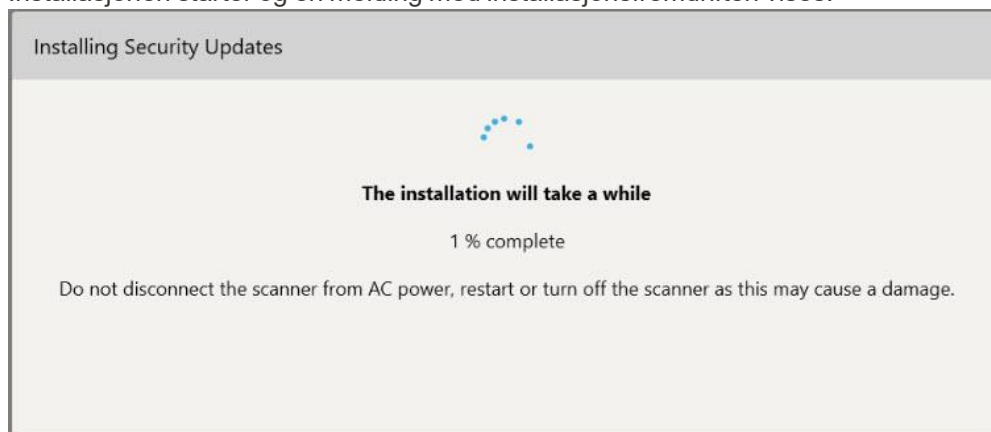 Installing Security Updates
The installation will take a while
1 % complete
Do not disconnect the scanner from AC power, restart or turn off the scanner as this may cause a damage.